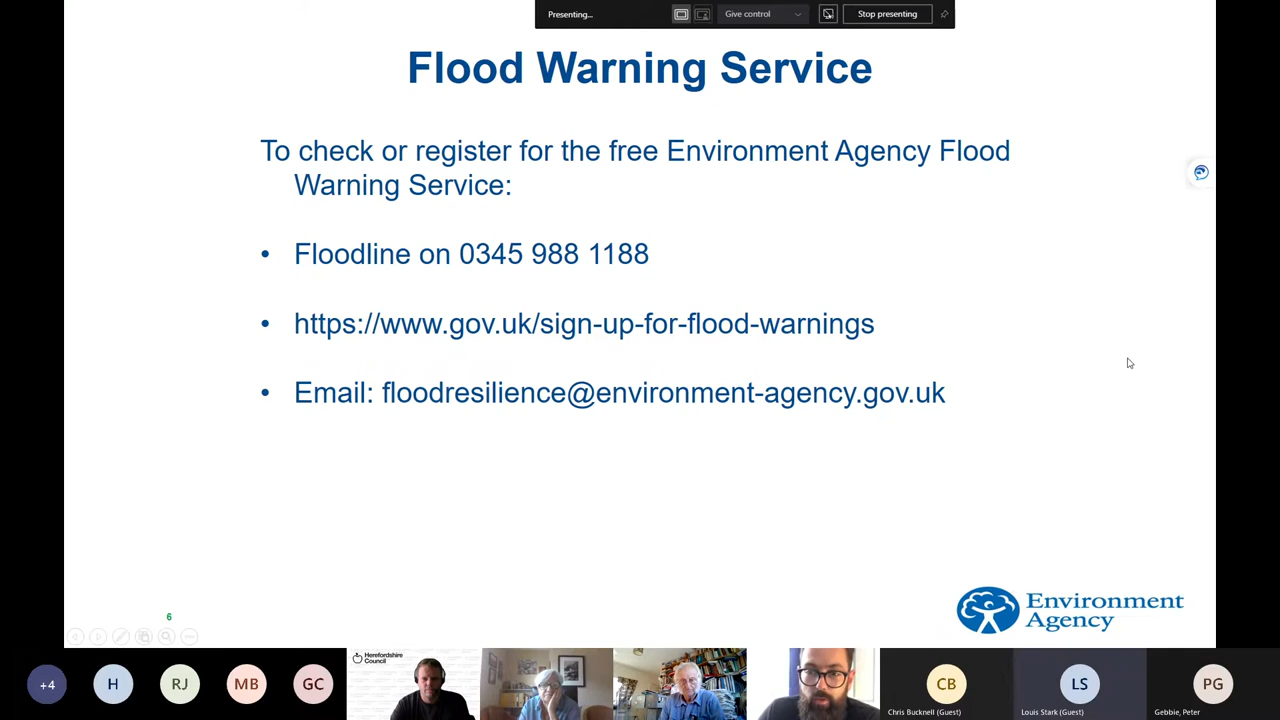 Presenting...
Give control
Stop presenting
Flood Warning Service
To check or register for the free Environment Agency Flood
Warning Service:
• Floodline on 0345 988 1188
• https://www.gov.uk/sign-up-for-flood-warnings
• Email: floodresilience@environment-agency.gov.uk
6
Environment
Agency
+4
H
RJ
MB
GC
Herefordshire
Council
CB
Chris Bucknell (Guest)
LS
Louis Stark (Guest)
PG
Gebbie, Peter